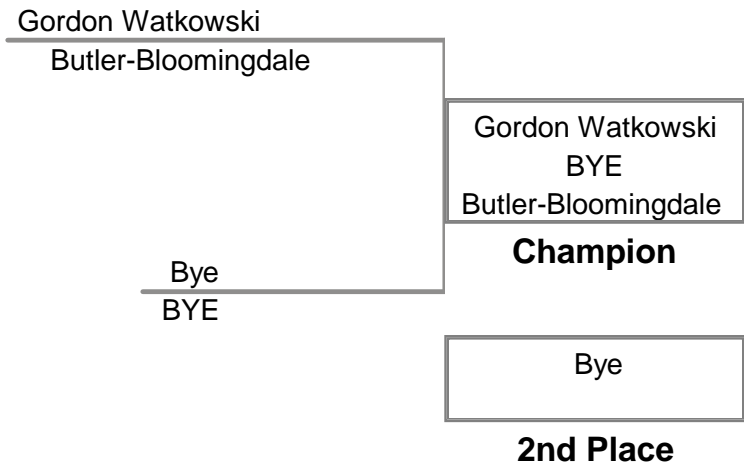 Gordon Watkowski
Butler-Bloomingdale
Gordon Watkowski
BYE
Butler-Bloomingdale
Champion
Bye
BYE
Bye
2nd Place